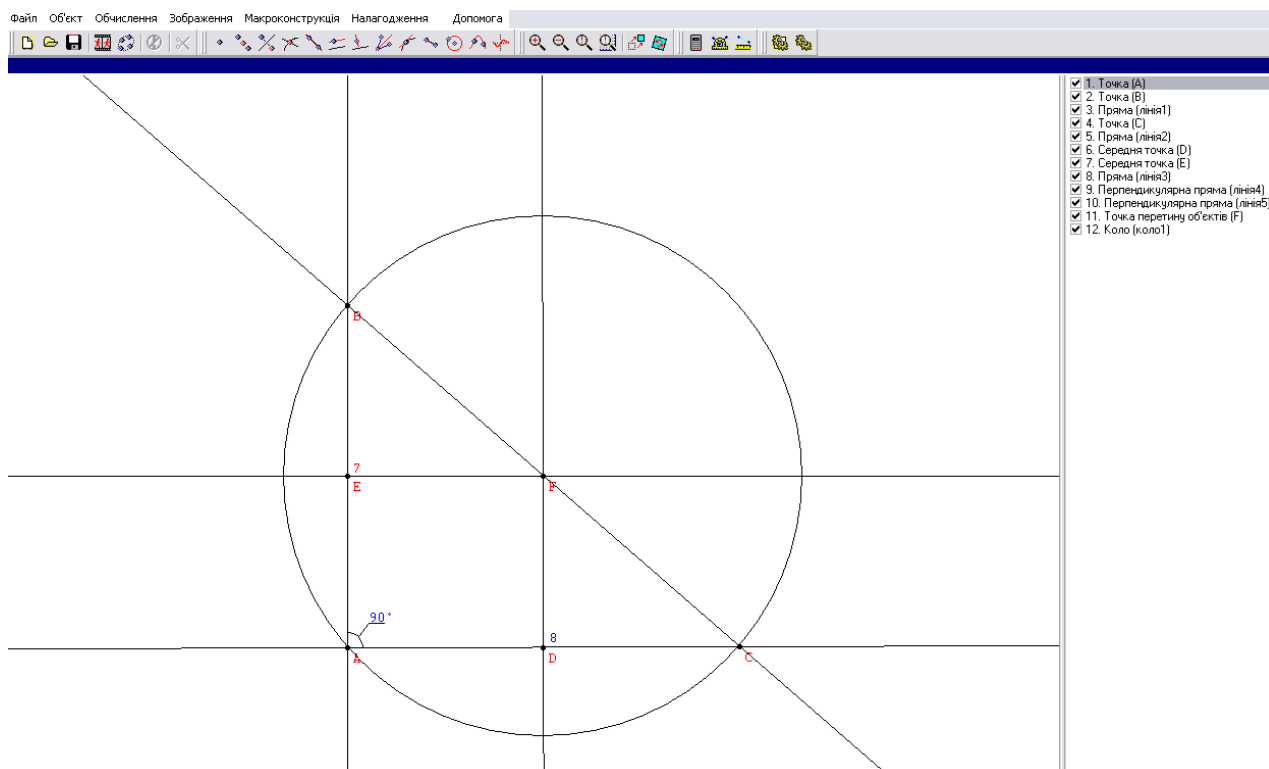 Файл Об'єкт Обчислення Зображення Макроконструкція Налагодження Допомога
1. Точка (A)
2. Точка (B)
3. Пряма (лінія1)
4. Точка (C)
5. Пряма (лінія2)
6. Середня точка (D)
7. Середня точка (E)
8. Пряма (лінія3)
9. Перпендикулярна пряма (лінія4)
10. Перпендикулярна пряма (лінія5)
11. Точка перетину об'єктів (F)
12. Коло (коло1)
B
7
E
F
90°
8
A
D
C